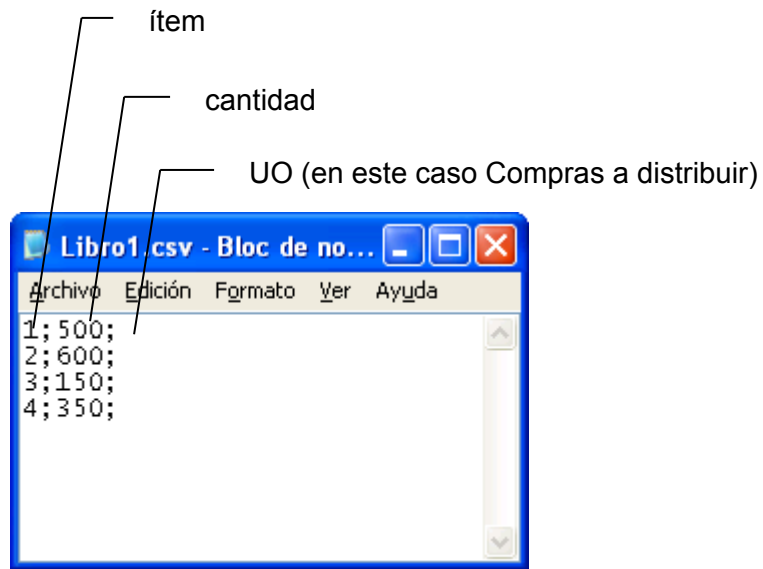 ítem
cantidad
UO (en este caso Compras a distribuir)
Libro1.csv - Bloc de no...
Archivo Edición Formato Ver Ayuda
1;500;
2;600;
3;150;
4;350;